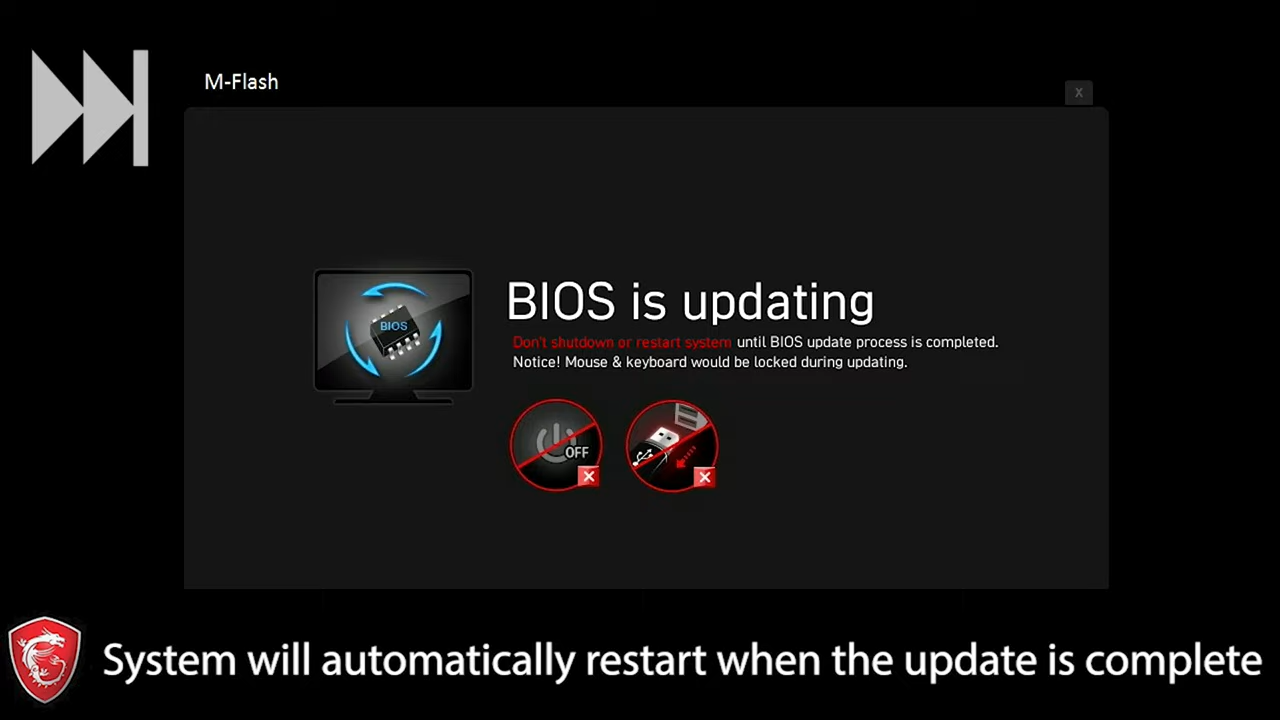 M-Flash
X
BIOS is updating
Don't shutdown or restart system until BIOS update process is completed.
Notice! Mouse & keyboard would be locked during updating.
BIOS
OFF
System will automatically restart when the update is complete